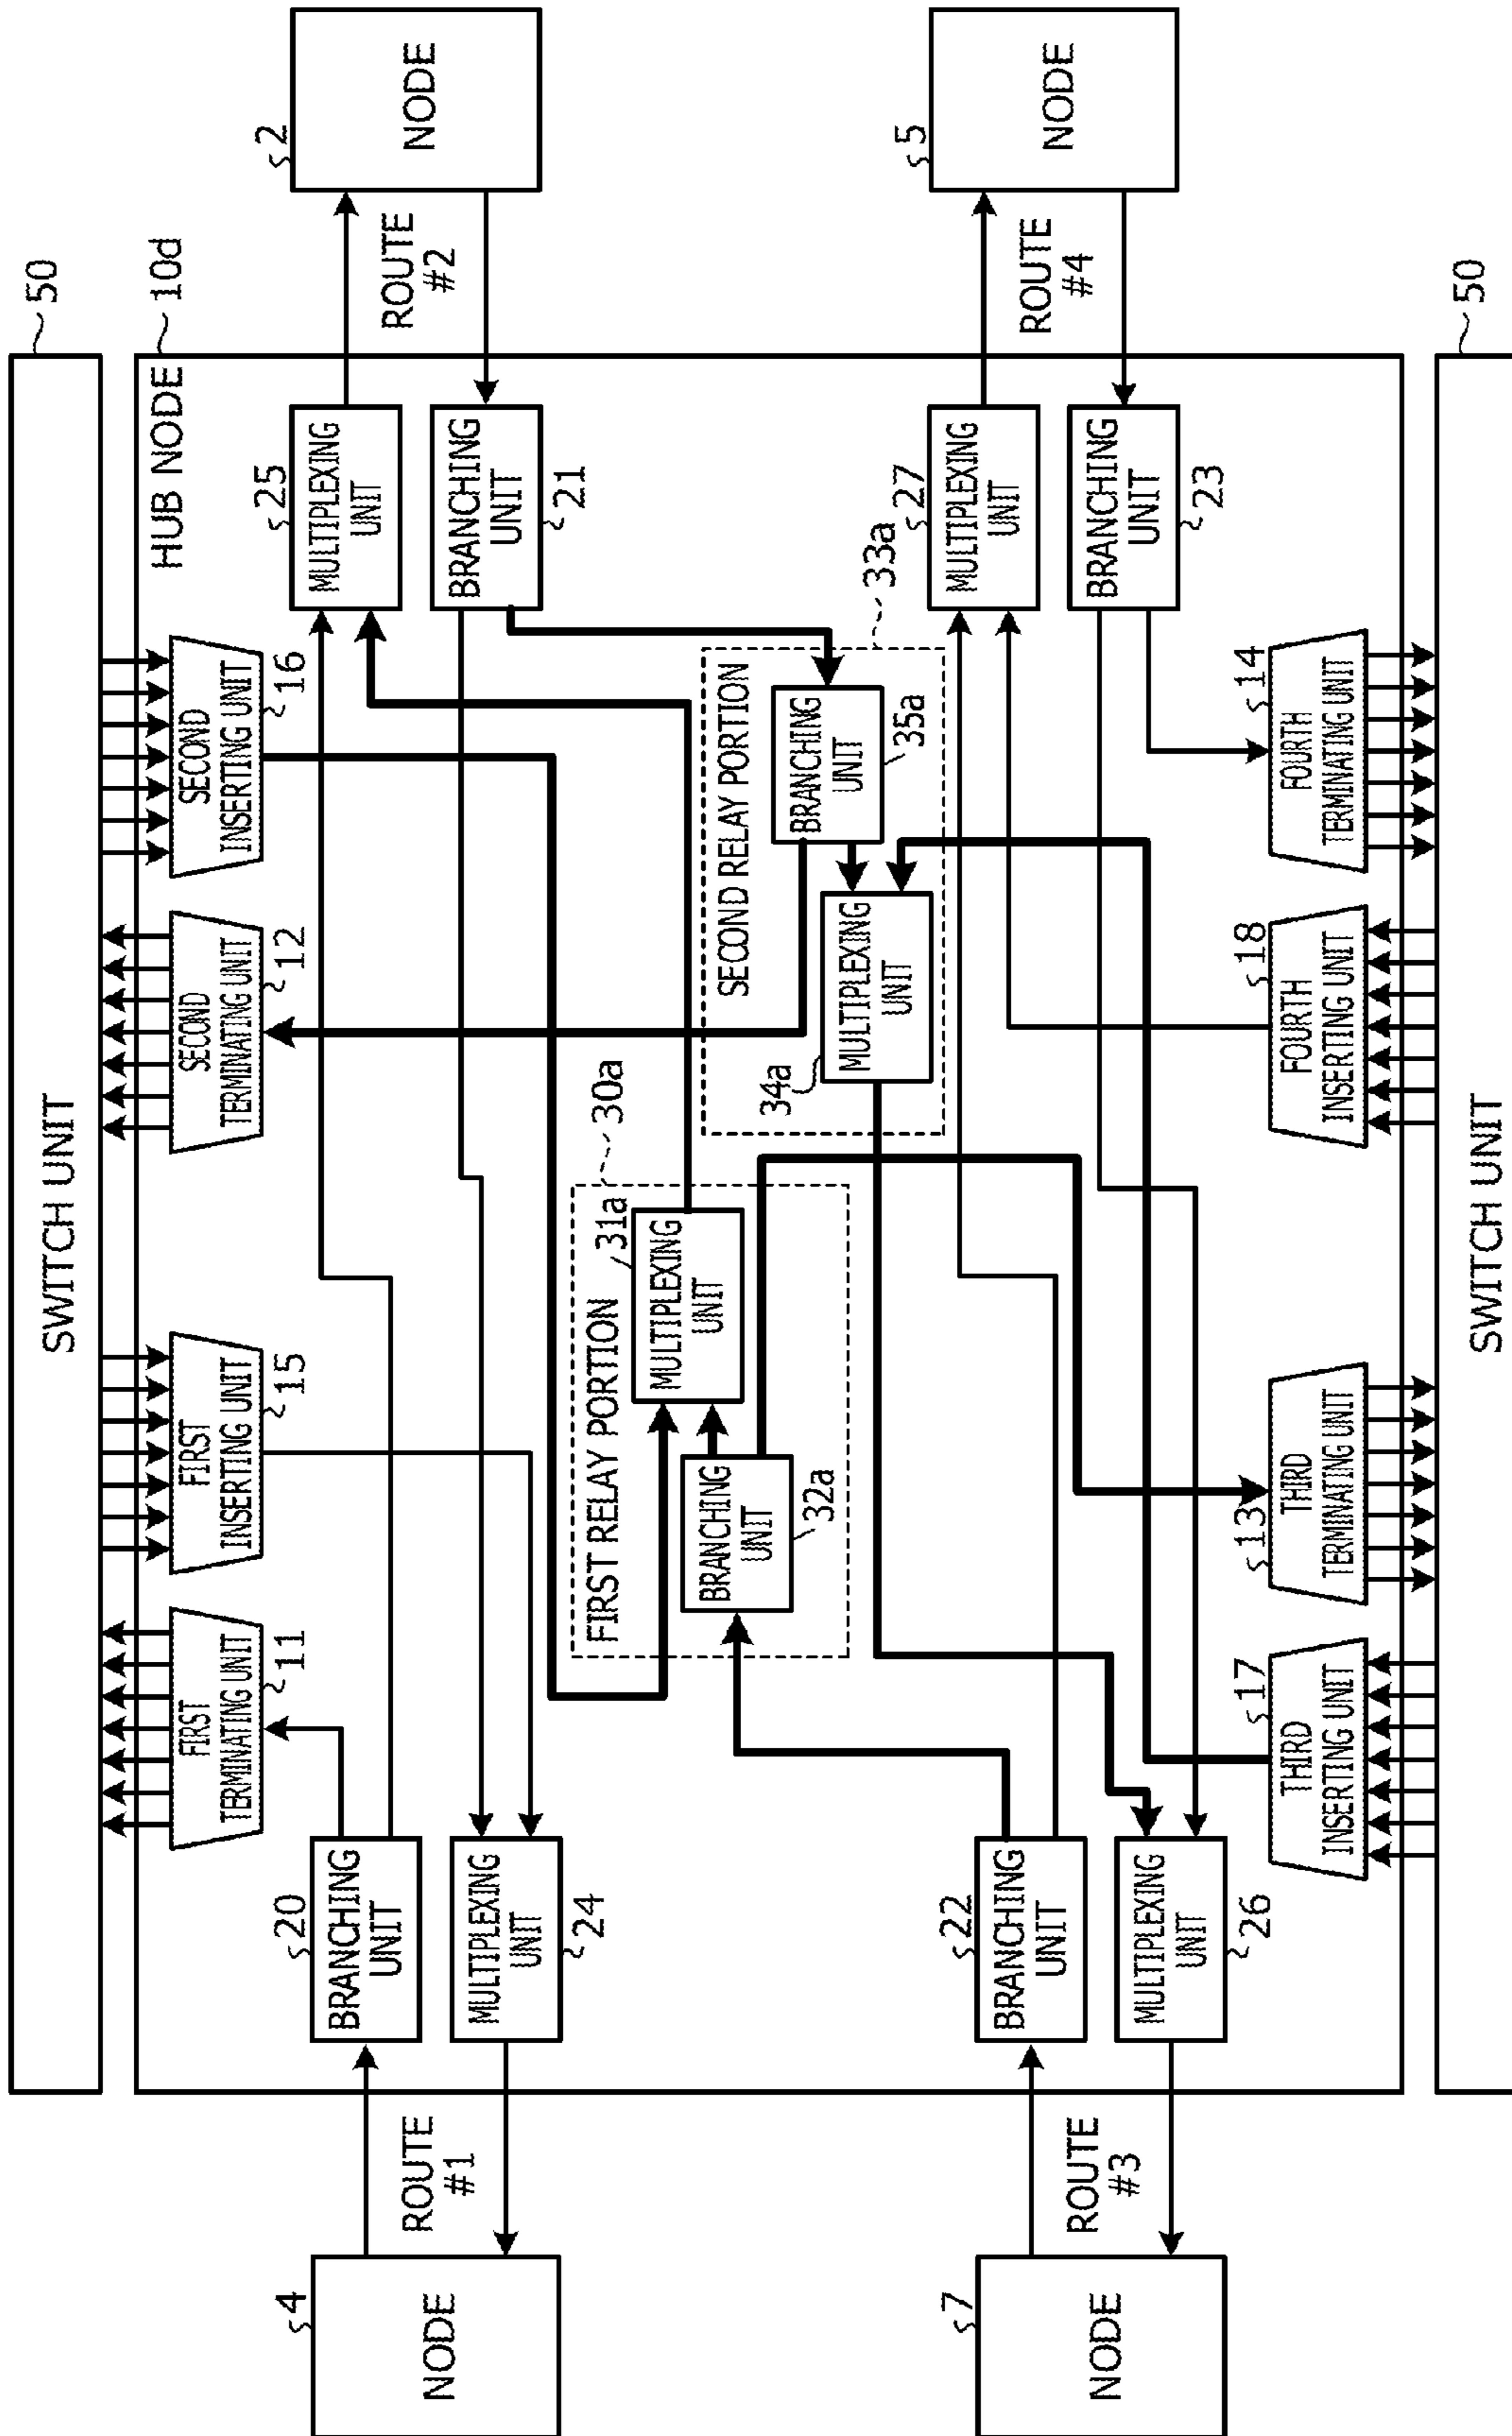 SWITCH UNIT
50
HUB NODE
10d
FIRST
TERMINATING UNIT
11
FIRST
INSERTING UNIT
15
SECOND
TERMINATING UNIT
12
SECOND
INSERTING UNIT
16
4
NODE
ROUTE
#1
20
BRANCHING
UNIT
MULTIPLEXING
UNIT
24
25
MULTIPLEXING
UNIT
BRANCHING
UNIT
21
ROUTE
#2
2
NODE
FIRST RELAY PORTION
30a
31a
MULTIPLEXING
UNIT
BRANCHING
UNIT
32a
SECOND RELAY PORTION
33a
BRANCHING
UNIT
35a
34a
MULTIPLEXING
UNIT
7
NODE
ROUTE
#3
22
BRANCHING
UNIT
MULTIPLEXING
UNIT
26
27
MULTIPLEXING
UNIT
BRANCHING
UNIT
23
ROUTE
#4
5
NODE
17
THIRD
INSERTING UNIT
13
THIRD
TERMINATING UNIT
18
FOURTH
INSERTING UNIT
14
FOURTH
TERMINATING UNIT
SWITCH UNIT
50